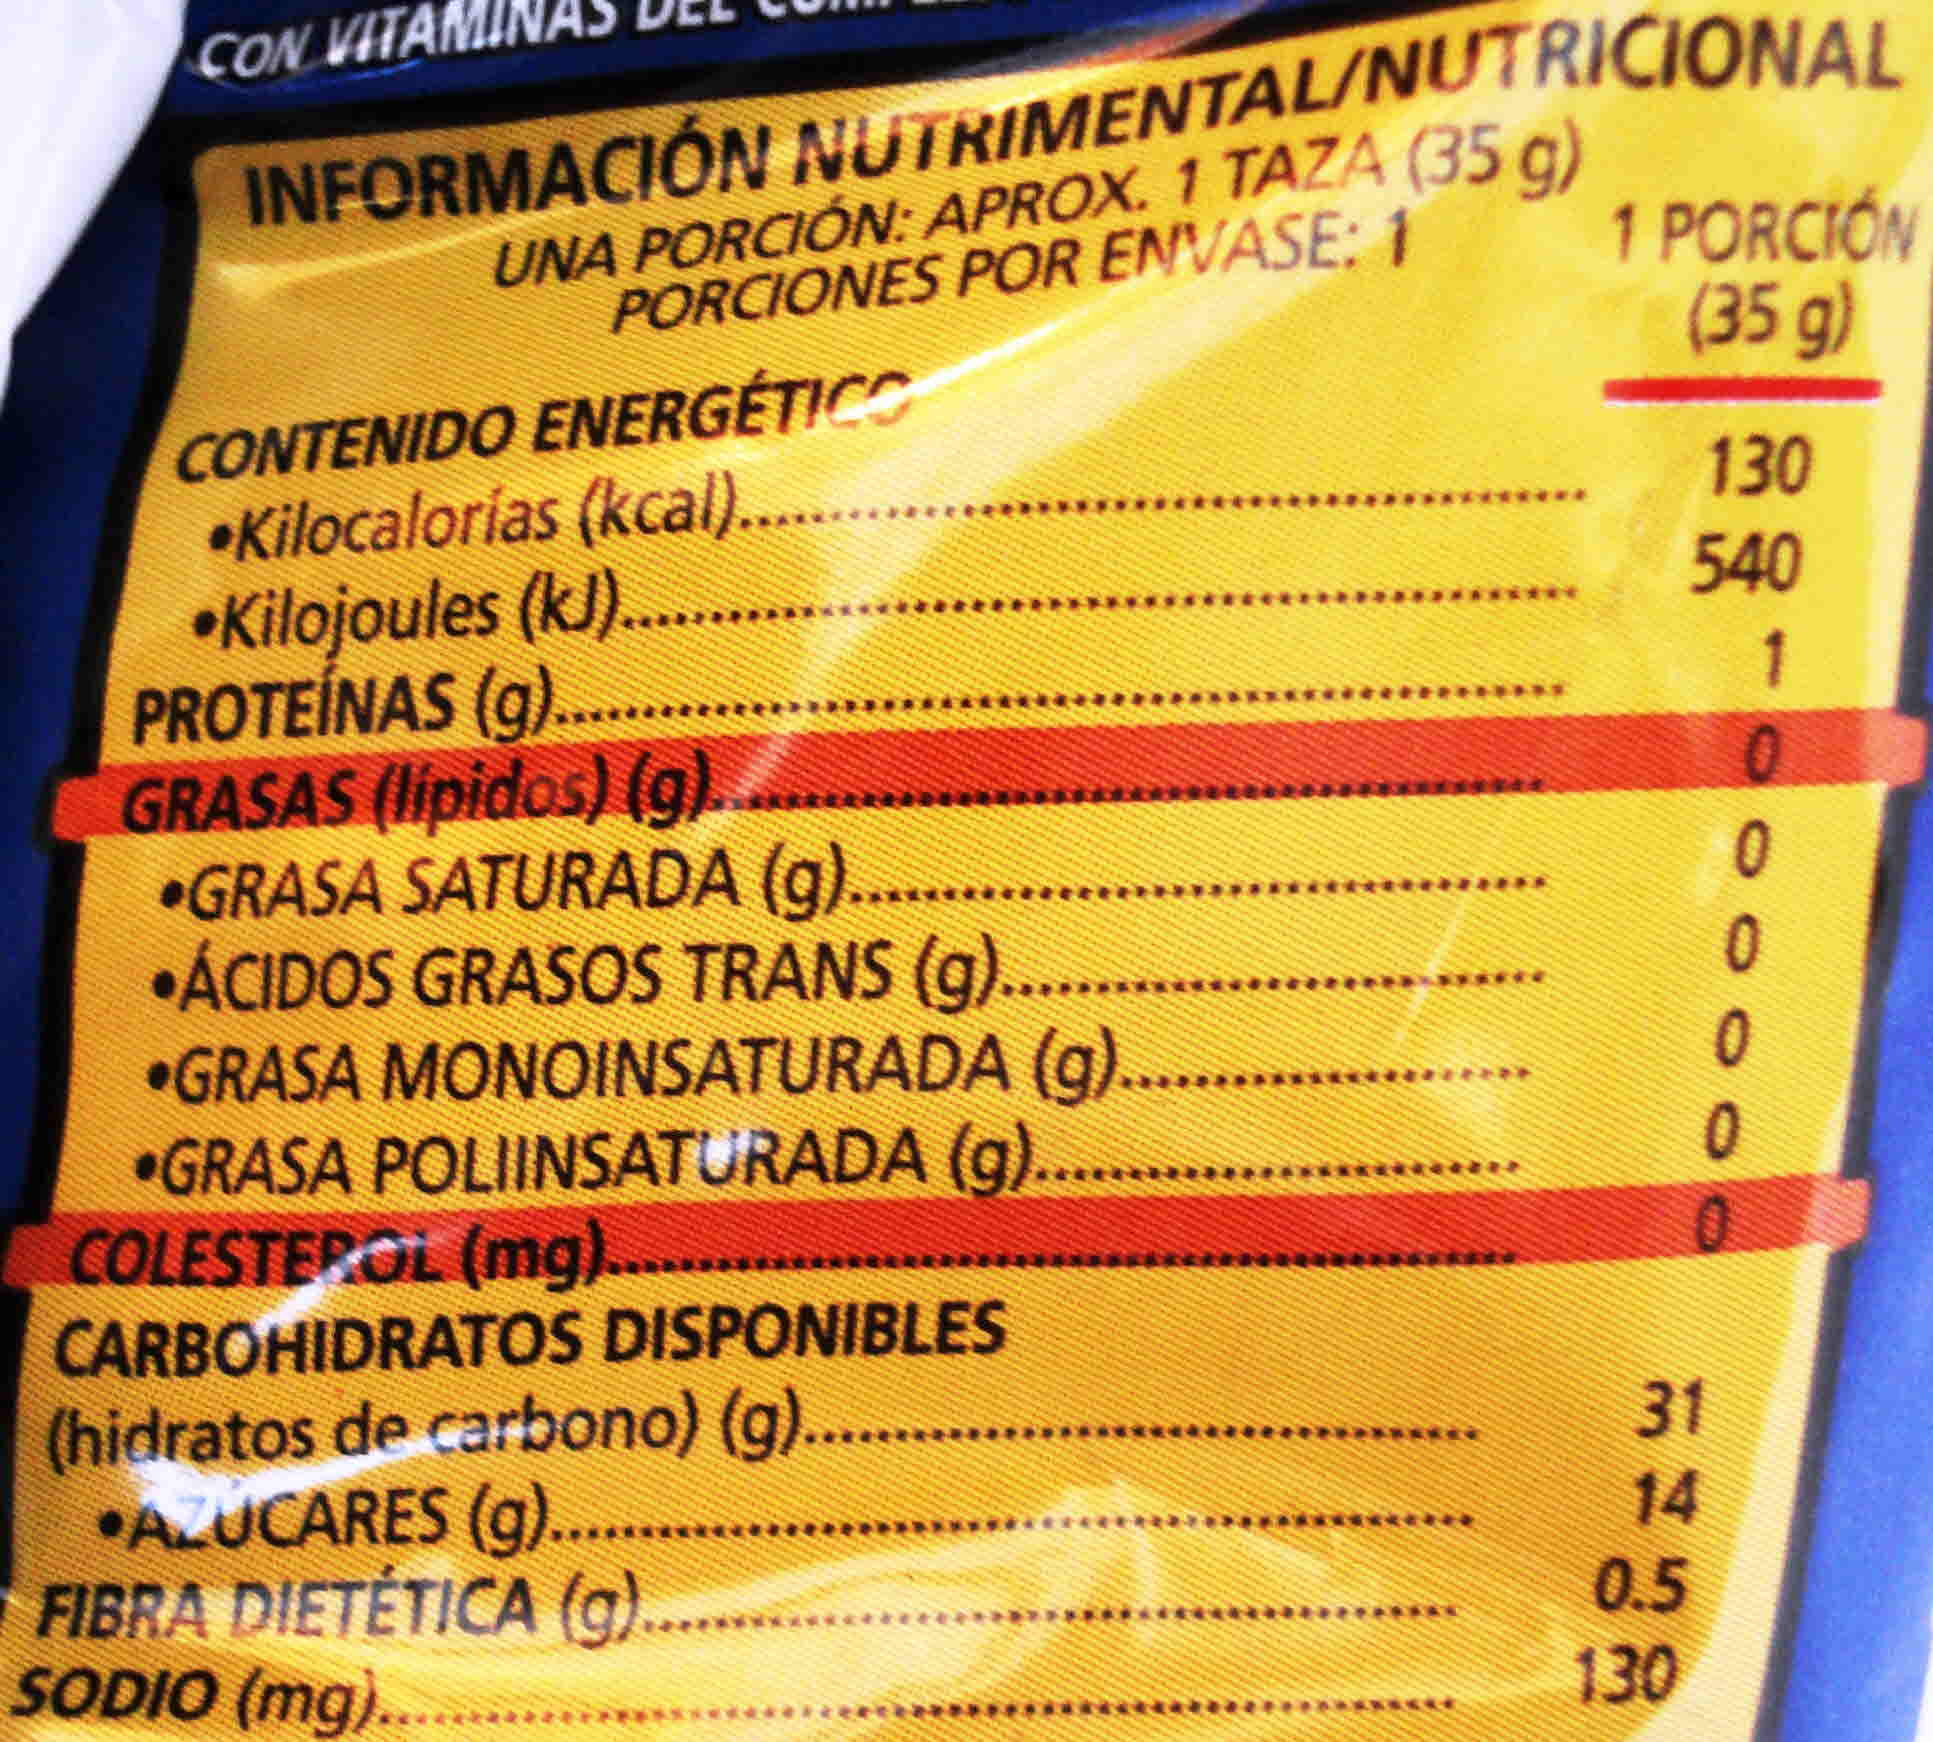 CON VITAMINAS DEL
INFORMACIÓN NUTRIMENTAL/NUTRICIONAL
UNA PORCIÓN: APROX. 1 TAZA (35 g)
PORCIONES POR ENVASE: 1
1 PORCIÓN
(35 g)
CONTENIDO ENERGÉTICO
•Kilocalorías (kcal) 130
•Kilojoules (kJ) 540
PROTEÍNAS (g) 1
GRASAS (lípidos) (g) 0
•GRASA SATURADA (g) 0
•ÁCIDOS GRASOS TRANS (g) 0
•GRASA MONOINSATURADA (g) 0
•GRASA POLIINSATURADA (g) 0
COLESTEROL (mg) 0
CARBOHIDRATOS DISPONIBLES
(hidratos de carbono) (g) 31
•AZÚCARES (g) 14
FIBRA DIETÉTICA (g) 0.5
SODIO (mg) 130